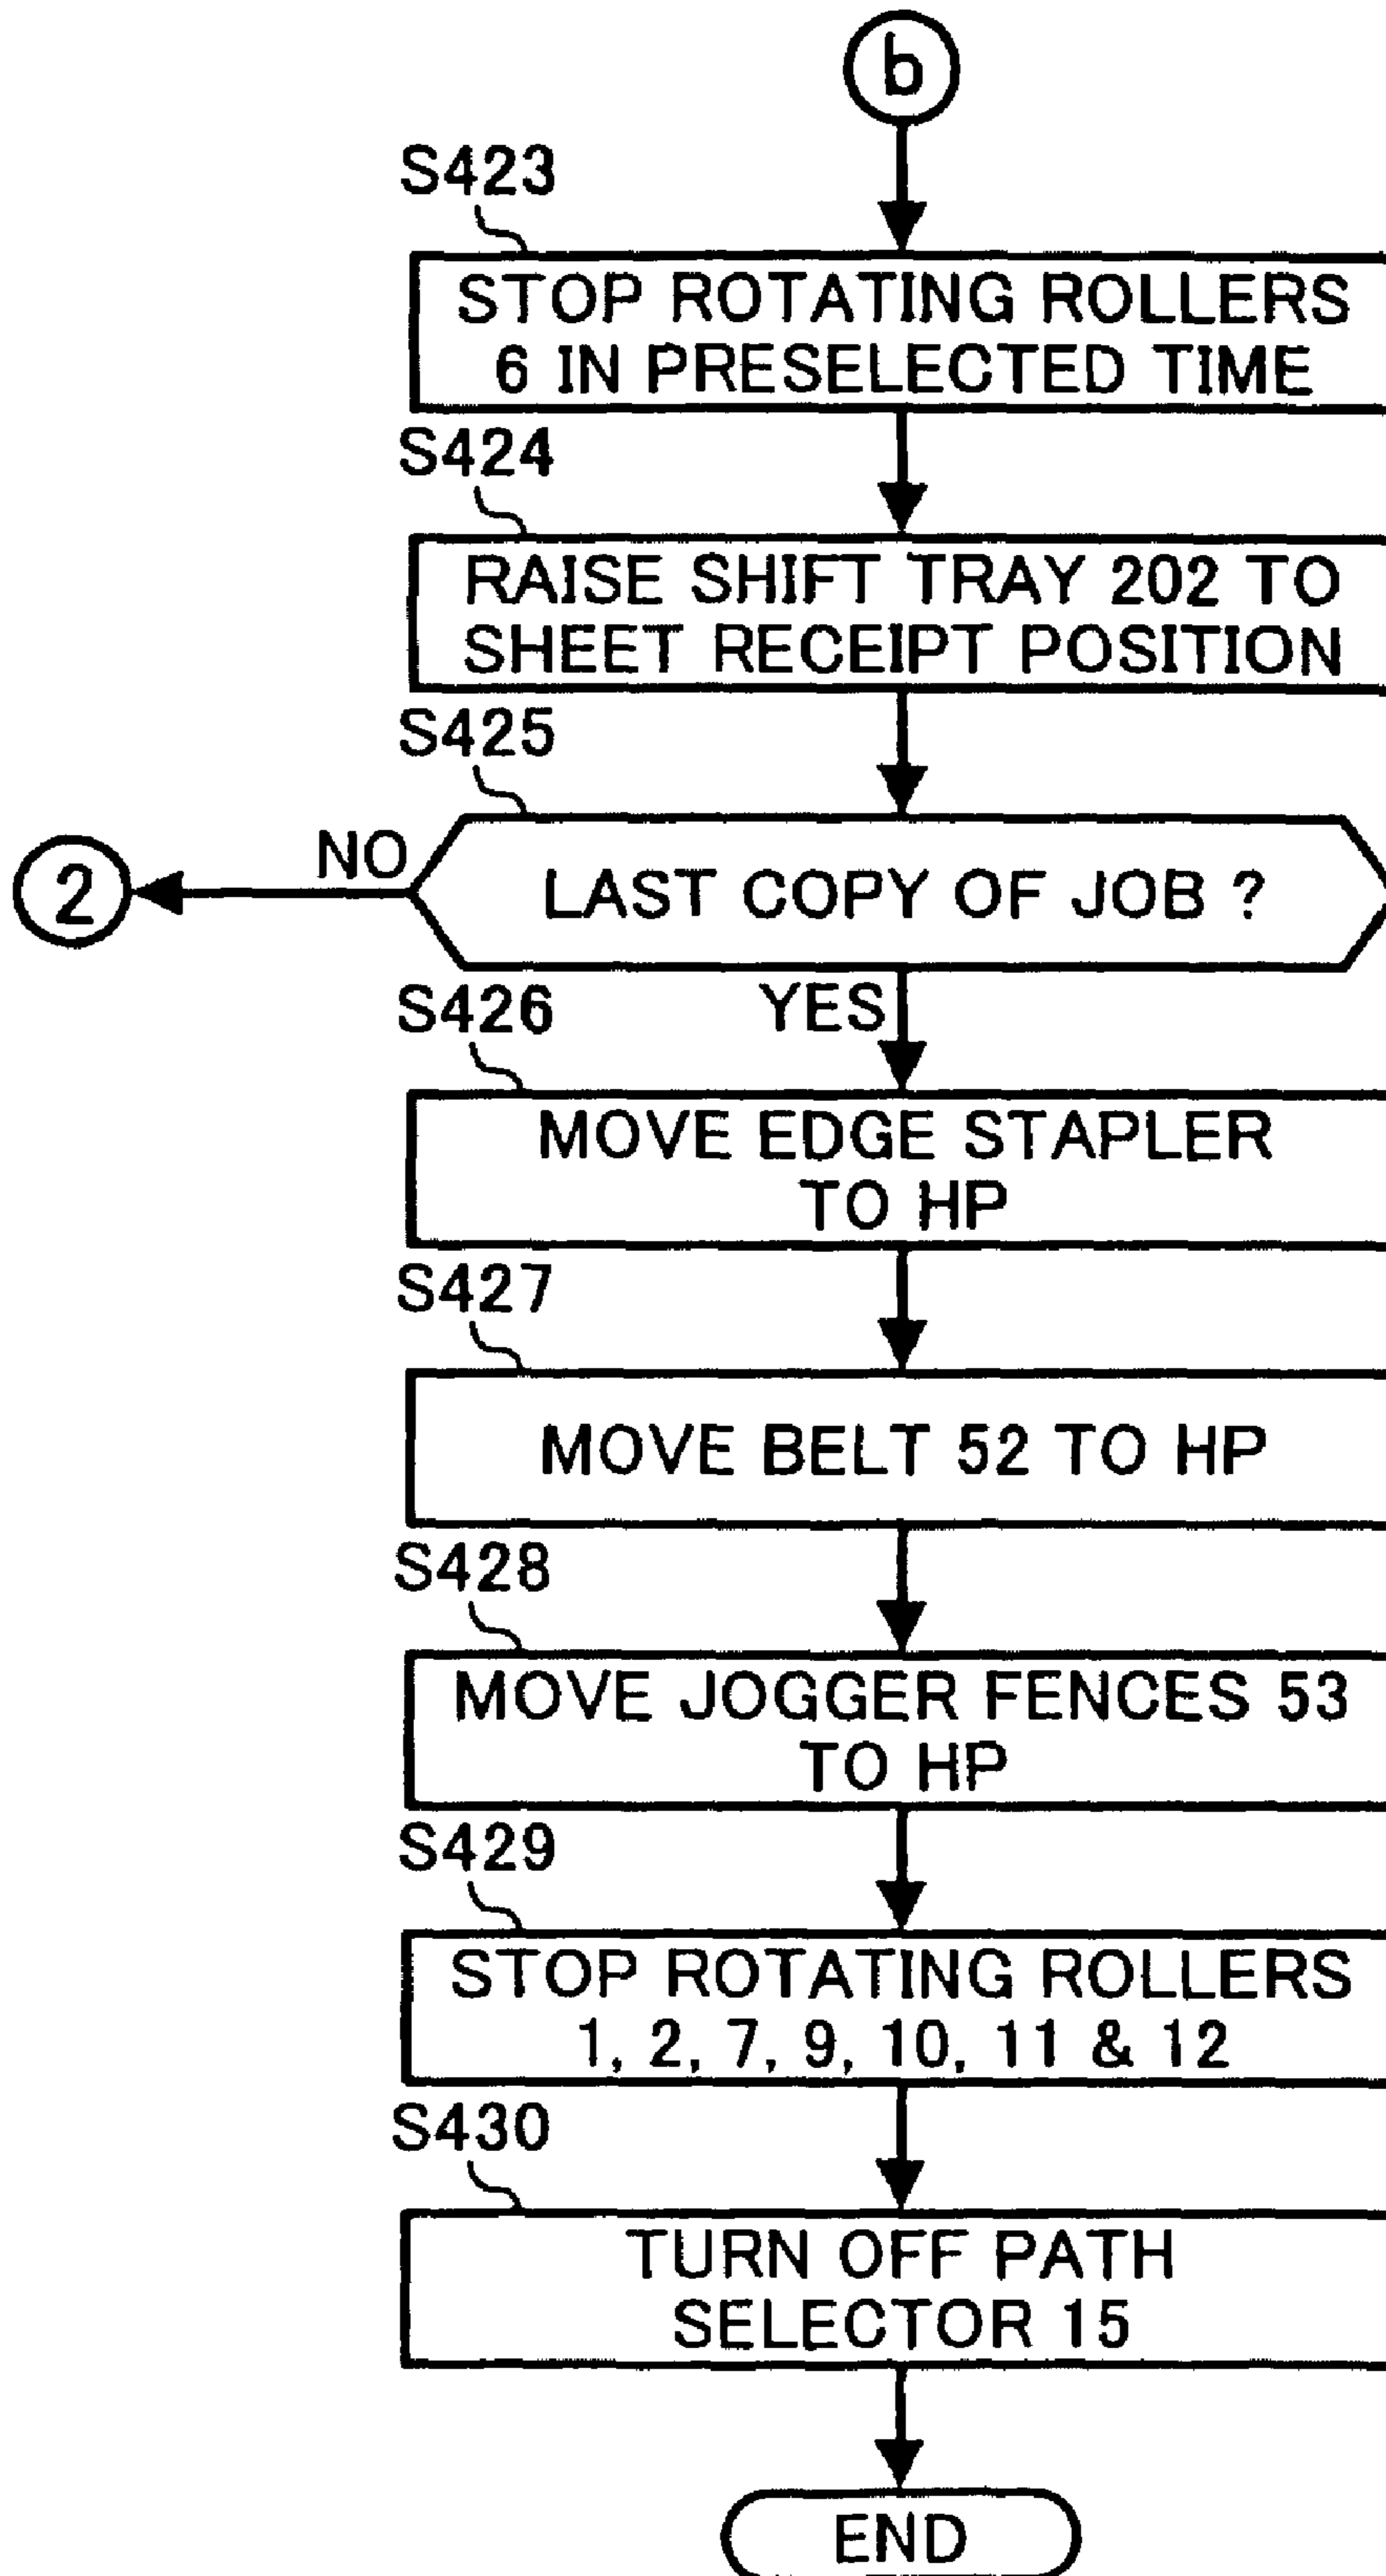 b
S423
STOP ROTATING ROLLERS
6 IN PRESELECTED TIME
S424
RAISE SHIFT TRAY 202 TO
SHEET RECEIPT POSITION
S425
LAST COPY OF JOB ?
NO
2
YES
S426
MOVE EDGE STAPLER
TO HP
S427
MOVE BELT 52 TO HP
S428
MOVE JOGGER FENCES 53
TO HP
S429
STOP ROTATING ROLLERS
1, 2, 7, 9, 10, 11 & 12
S430
TURN OFF PATH
SELECTOR 15
END